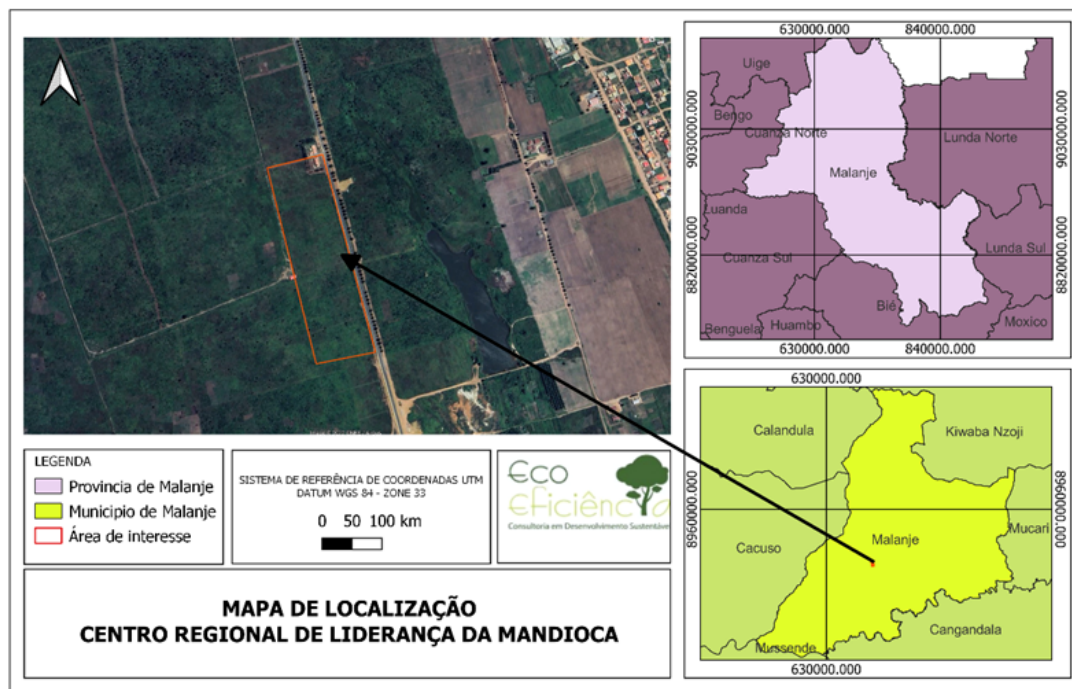 630000.000
840000.000
Uige
Bengo
Cuanza Norte
Lunda Norte
Malanje
Luanda
Cuanza Sul
Lunda Sul
Bié
Huambo
Benguela
Moxico
9030000.000
9030000.000
8820000.000
8820000.000
630000.000
840000.000
630000.000
Calandula
Kiwaba Nzoji
Cacuso
Malanje
Mucari
Cangandala
Mussende
8960000.000
8960000.000
630000.000
LEGENDA
Provincia de Malanje
Municipio de Malanje
Área de interesse
SISTEMA DE REFERÊNCIA DE COORDENADAS UTM
DATUM WGS 84 - ZONE 33
0 50 100 km
Eco
Eficiência
Consultoria em Desenvolvimento Sustentável
MAPA DE LOCALIZAÇÃO
CENTRO REGIONAL DE LIDERANÇA DA MANDIOCA